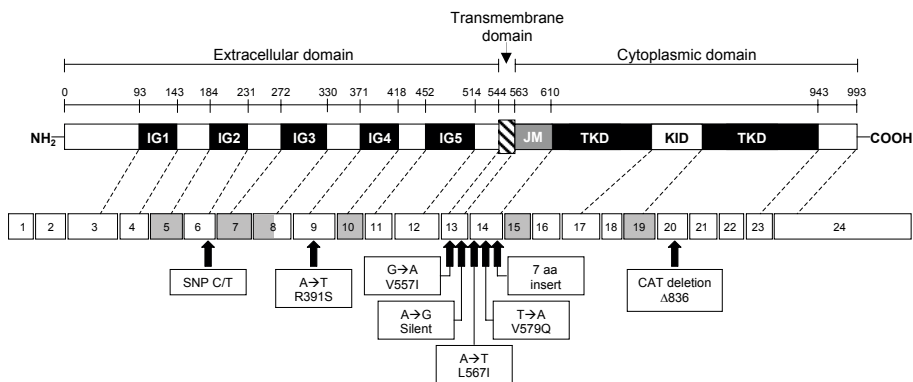 Transmembrane
domain
Extracellular domain
Cytoplasmic domain
0 93 143 184 231 272 330 371 418 452 514 544 563 610 943 993
NH2 IG1 IG2 IG3 IG4 IG5 JM TKD KID TKD COOH
1 2 3 4 5 6 7 8 9 10 11 12 13 14 15 16 17 18 19 20 21 22 23 24
SNP C/T
A→T
R391S
G→A
V557I
7 aa
insert
CAT deletion
Δ836
A→G
Silent
T→A
V579Q
A→T
L567I